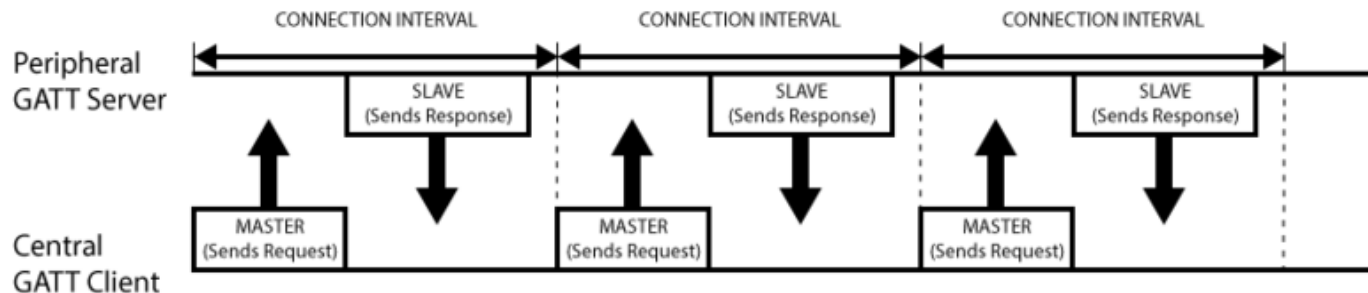 CONNECTION INTERVAL
CONNECTION INTERVAL
CONNECTION INTERVAL
Peripheral
GATT Server
SLAVE
(Sends Response)
SLAVE
(Sends Response)
SLAVE
(Sends Response)
MASTER
(Sends Request)
MASTER
(Sends Request)
MASTER
(Sends Request)
Central
GATT Client